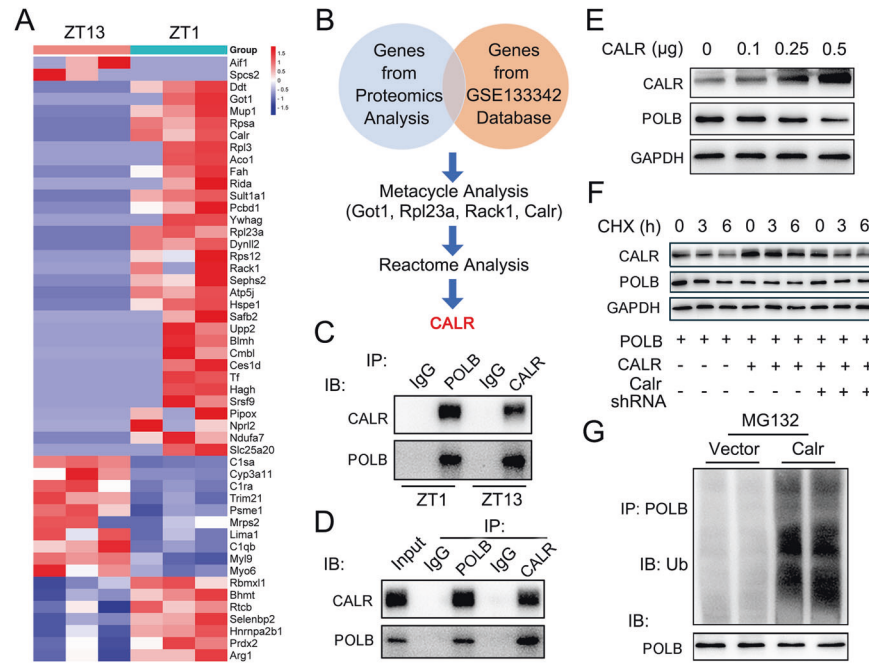 A
ZT13
ZT1
Group
1.5
1
0.5
0
- 0.5
- 1
- 1.5
Aif1
Spcs2
Ddt
Got1
Mup1
Rpsa
Calr
Rpl3
Aco1
Fah
Rida
Sult1a1
Pcbd1
Ywhag
Rpl23a
Dynll2
Rps12
Rack1
Sephs2
Atp5j
Hspe1
Safb2
Upp2
Blmh
Cmbl
Ces1d
Tf
Hagh
Srsf9
Pipox
Nprl2
Ndufa7
Slc25a20
C1sa
Cyp3a11
C1ra
Trim21
Psme1
Mrps2
Lima1
C1qb
Myl9
Myo6
Rbmxl1
Bhmt
Rtcb
Selenbp2
Hnrnpa2b1
Prdx2
Arg1
B
Genes from Proteomics Analysis
Genes from GSE133342 Database
Metacycle Analysis
(Got1, Rpl23a, Rack1, Calr)
Reactome Analysis
CALR
C
IP:
IgG POLB IgG CALR
IB:
CALR
POLB
ZT1 ZT13
D
IP:
IB:
Input IgG POLB IgG CALR
CALR
POLB
E
CALR (μg) 0 0.1 0.25 0.5
CALR
POLB
GAPDH
F
CHX (h) 0 3 6 0 3 6 0 3 6
CALR
POLB
GAPDH
POLB + + + + + + + + +
CALR - - - + + + + + +
Calr shRNA - - - - - - + + +
G
MG132
Vector Calr
IP: POLB
IB: Ub
IB:
POLB